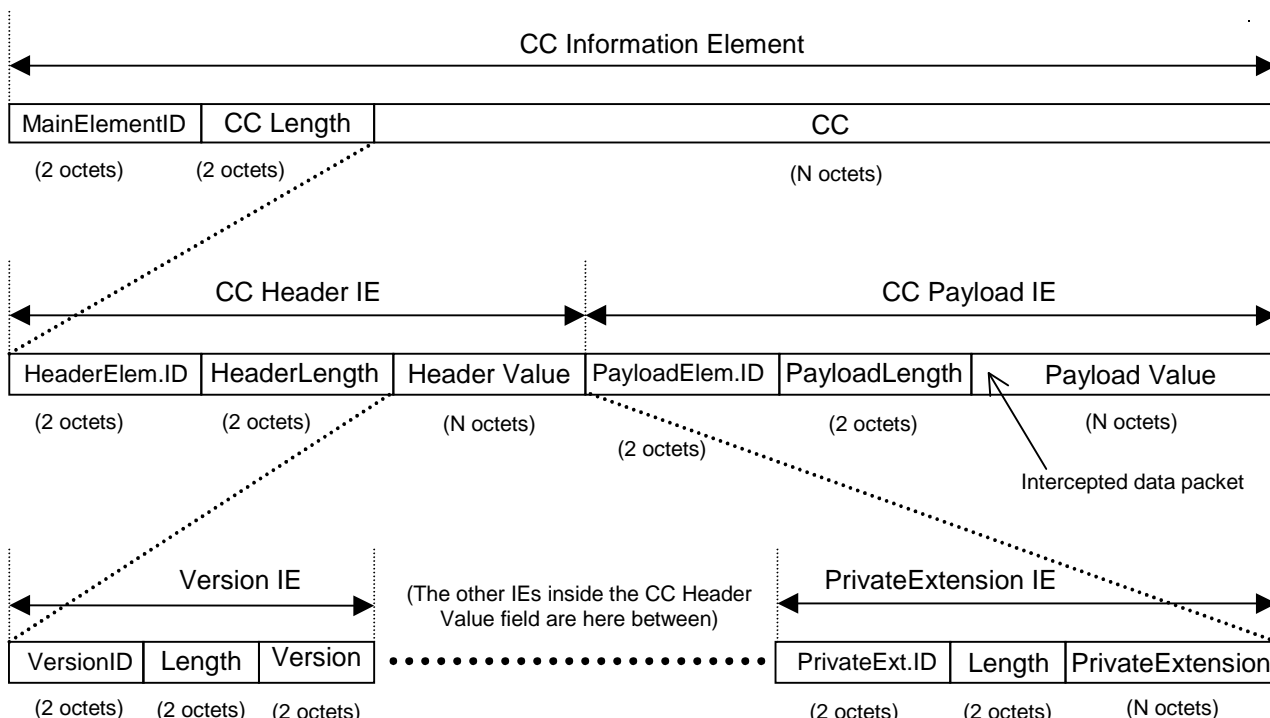 CC Information Element
MainElementID CC Length CC
(2 octets) (2 octets) (N octets)
CC Header IE CC Payload IE
HeaderElem.ID HeaderLength Header Value PayloadElem.ID PayloadLength Payload Value
(2 octets) (2 octets) (N octets) (2 octets) (2 octets) (N octets)
Intercepted data packet
Version IE (The other IEs inside the CC Header PrivateExtension IE
Value field are here between)
VersionID Length Version PrivateExt.ID Length PrivateExtension
(2 octets) (2 octets) (2 octets) (2 octets) (2 octets) (N octets)